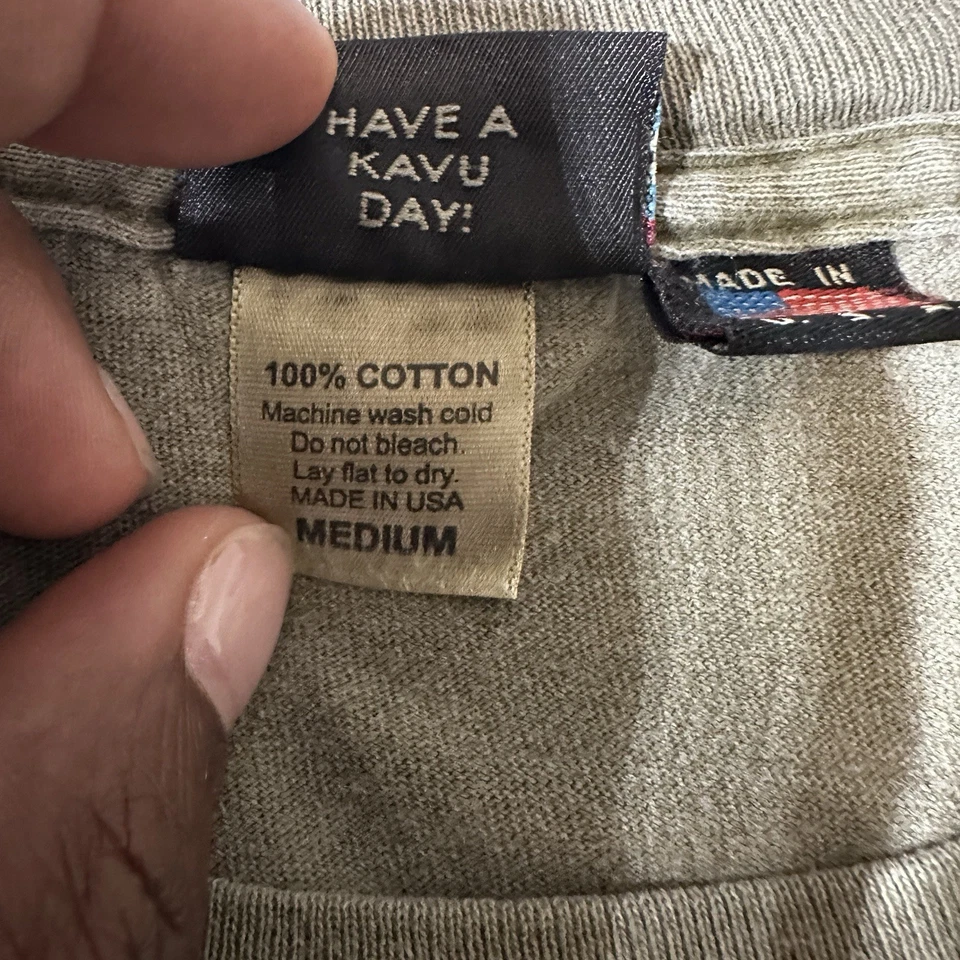 HAVE A
KAVU
DAY!
MADE IN
100% COTTON
Machine wash cold
Do not bleach.
Lay flat to dry.
MADE IN USA
MEDIUM